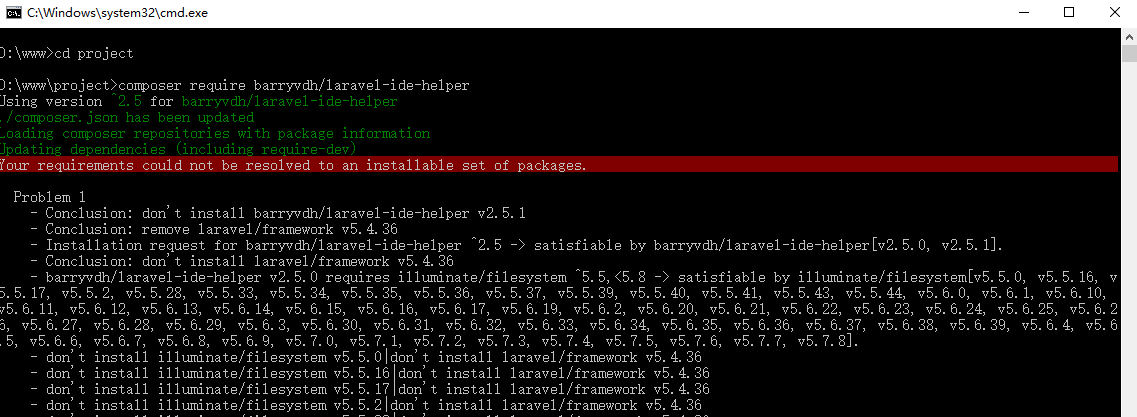 C:\Windows\system32\cmd.exe
D:\www>cd project
D:\www\project>composer require barryvdh/laravel-ide-helper
Using version ^2.5 for barryvdh/laravel-ide-helper
./composer.json has been updated
Loading composer repositories with package information
Updating dependencies (including require-dev)
Your requirements could not be resolved to an installable set of packages.
Problem 1
- Conclusion: don't install barryvdh/laravel-ide-helper v2.5.1
- Conclusion: remove laravel/framework v5.4.36
- Installation request for barryvdh/laravel-ide-helper ^2.5 -> satisfiable by barryvdh/laravel-ide-helper[v2.5.0, v2.5.1].
- Conclusion: don't install laravel/framework v5.4.36
- barryvdh/laravel-ide-helper v2.5.0 requires illuminate/filesystem ^5.5,<5.8 -> satisfiable by illuminate/filesystem[v5.5.0, v5.5.16, v
5.5.17, v5.5.2, v5.5.28, v5.5.33, v5.5.34, v5.5.35, v5.5.36, v5.5.37, v5.5.39, v5.5.40, v5.5.41, v5.5.43, v5.5.44, v5.6.0, v5.6.1, v5.6.10,
v5.6.11, v5.6.12, v5.6.13, v5.6.14, v5.6.15, v5.6.16, v5.6.17, v5.6.19, v5.6.2, v5.6.20, v5.6.21, v5.6.22, v5.6.23, v5.6.24, v5.6.25, v5.6.2
6, v5.6.27, v5.6.28, v5.6.29, v5.6.3, v5.6.30, v5.6.31, v5.6.32, v5.6.33, v5.6.34, v5.6.35, v5.6.36, v5.6.37, v5.6.38, v5.6.39, v5.6.4, v5.6
.5, v5.6.6, v5.6.7, v5.6.8, v5.6.9, v5.7.0, v5.7.1, v5.7.2, v5.7.3, v5.7.4, v5.7.5, v5.7.6, v5.7.7, v5.7.8].
- don't install illuminate/filesystem v5.5.0|don't install laravel/framework v5.4.36
- don't install illuminate/filesystem v5.5.16|don't install laravel/framework v5.4.36
- don't install illuminate/filesystem v5.5.17|don't install laravel/framework v5.4.36
- don't install illuminate/filesystem v5.5.2|don't install laravel/framework v5.4.36